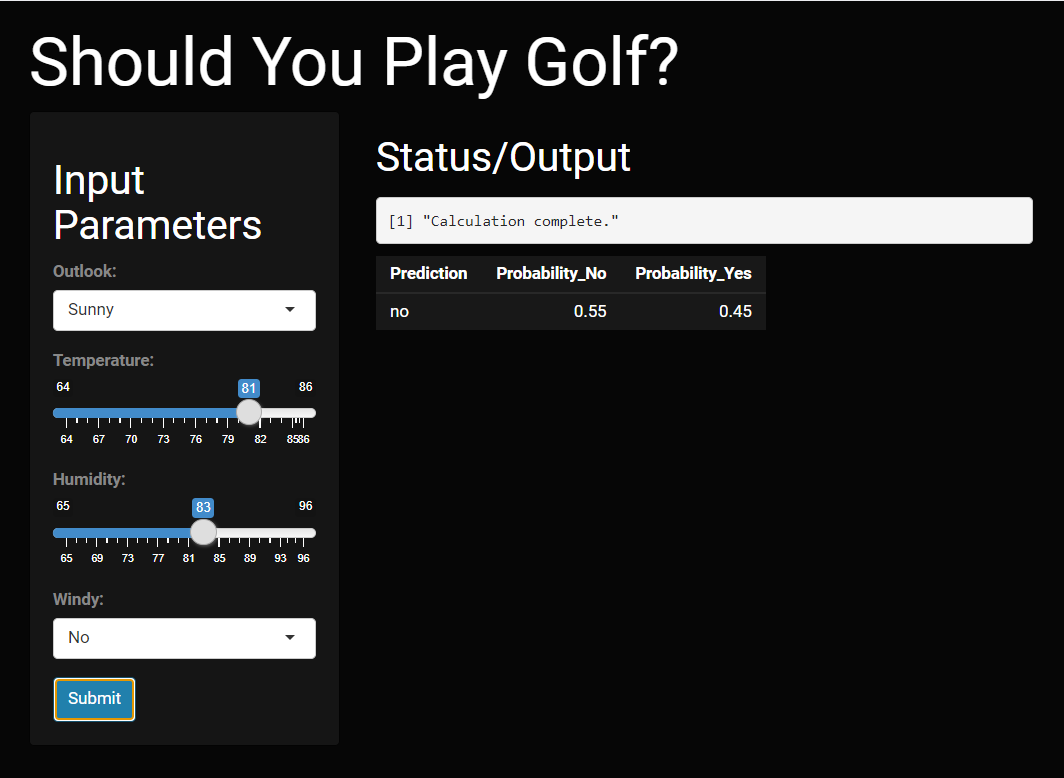 Should You Play Golf?
Input
Parameters
Outlook:
Sunny
Temperature:
64 81 86
64 67 70 73 76 79 82 85 86
Humidity:
65 83 96
65 69 73 77 81 85 89 93 96
Windy:
No
Submit
Status/Output
[1] "Calculation complete."
Prediction Probability_No Probability_Yes
no 0.55 0.45